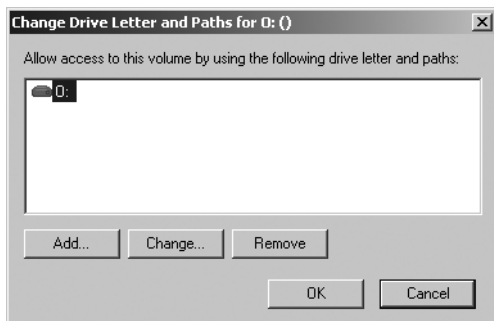 Change Drive Letter and Paths for O: ()
Allow access to this volume by using the following drive letter and paths:
O:
Add...
Change...
Remove
OK
Cancel